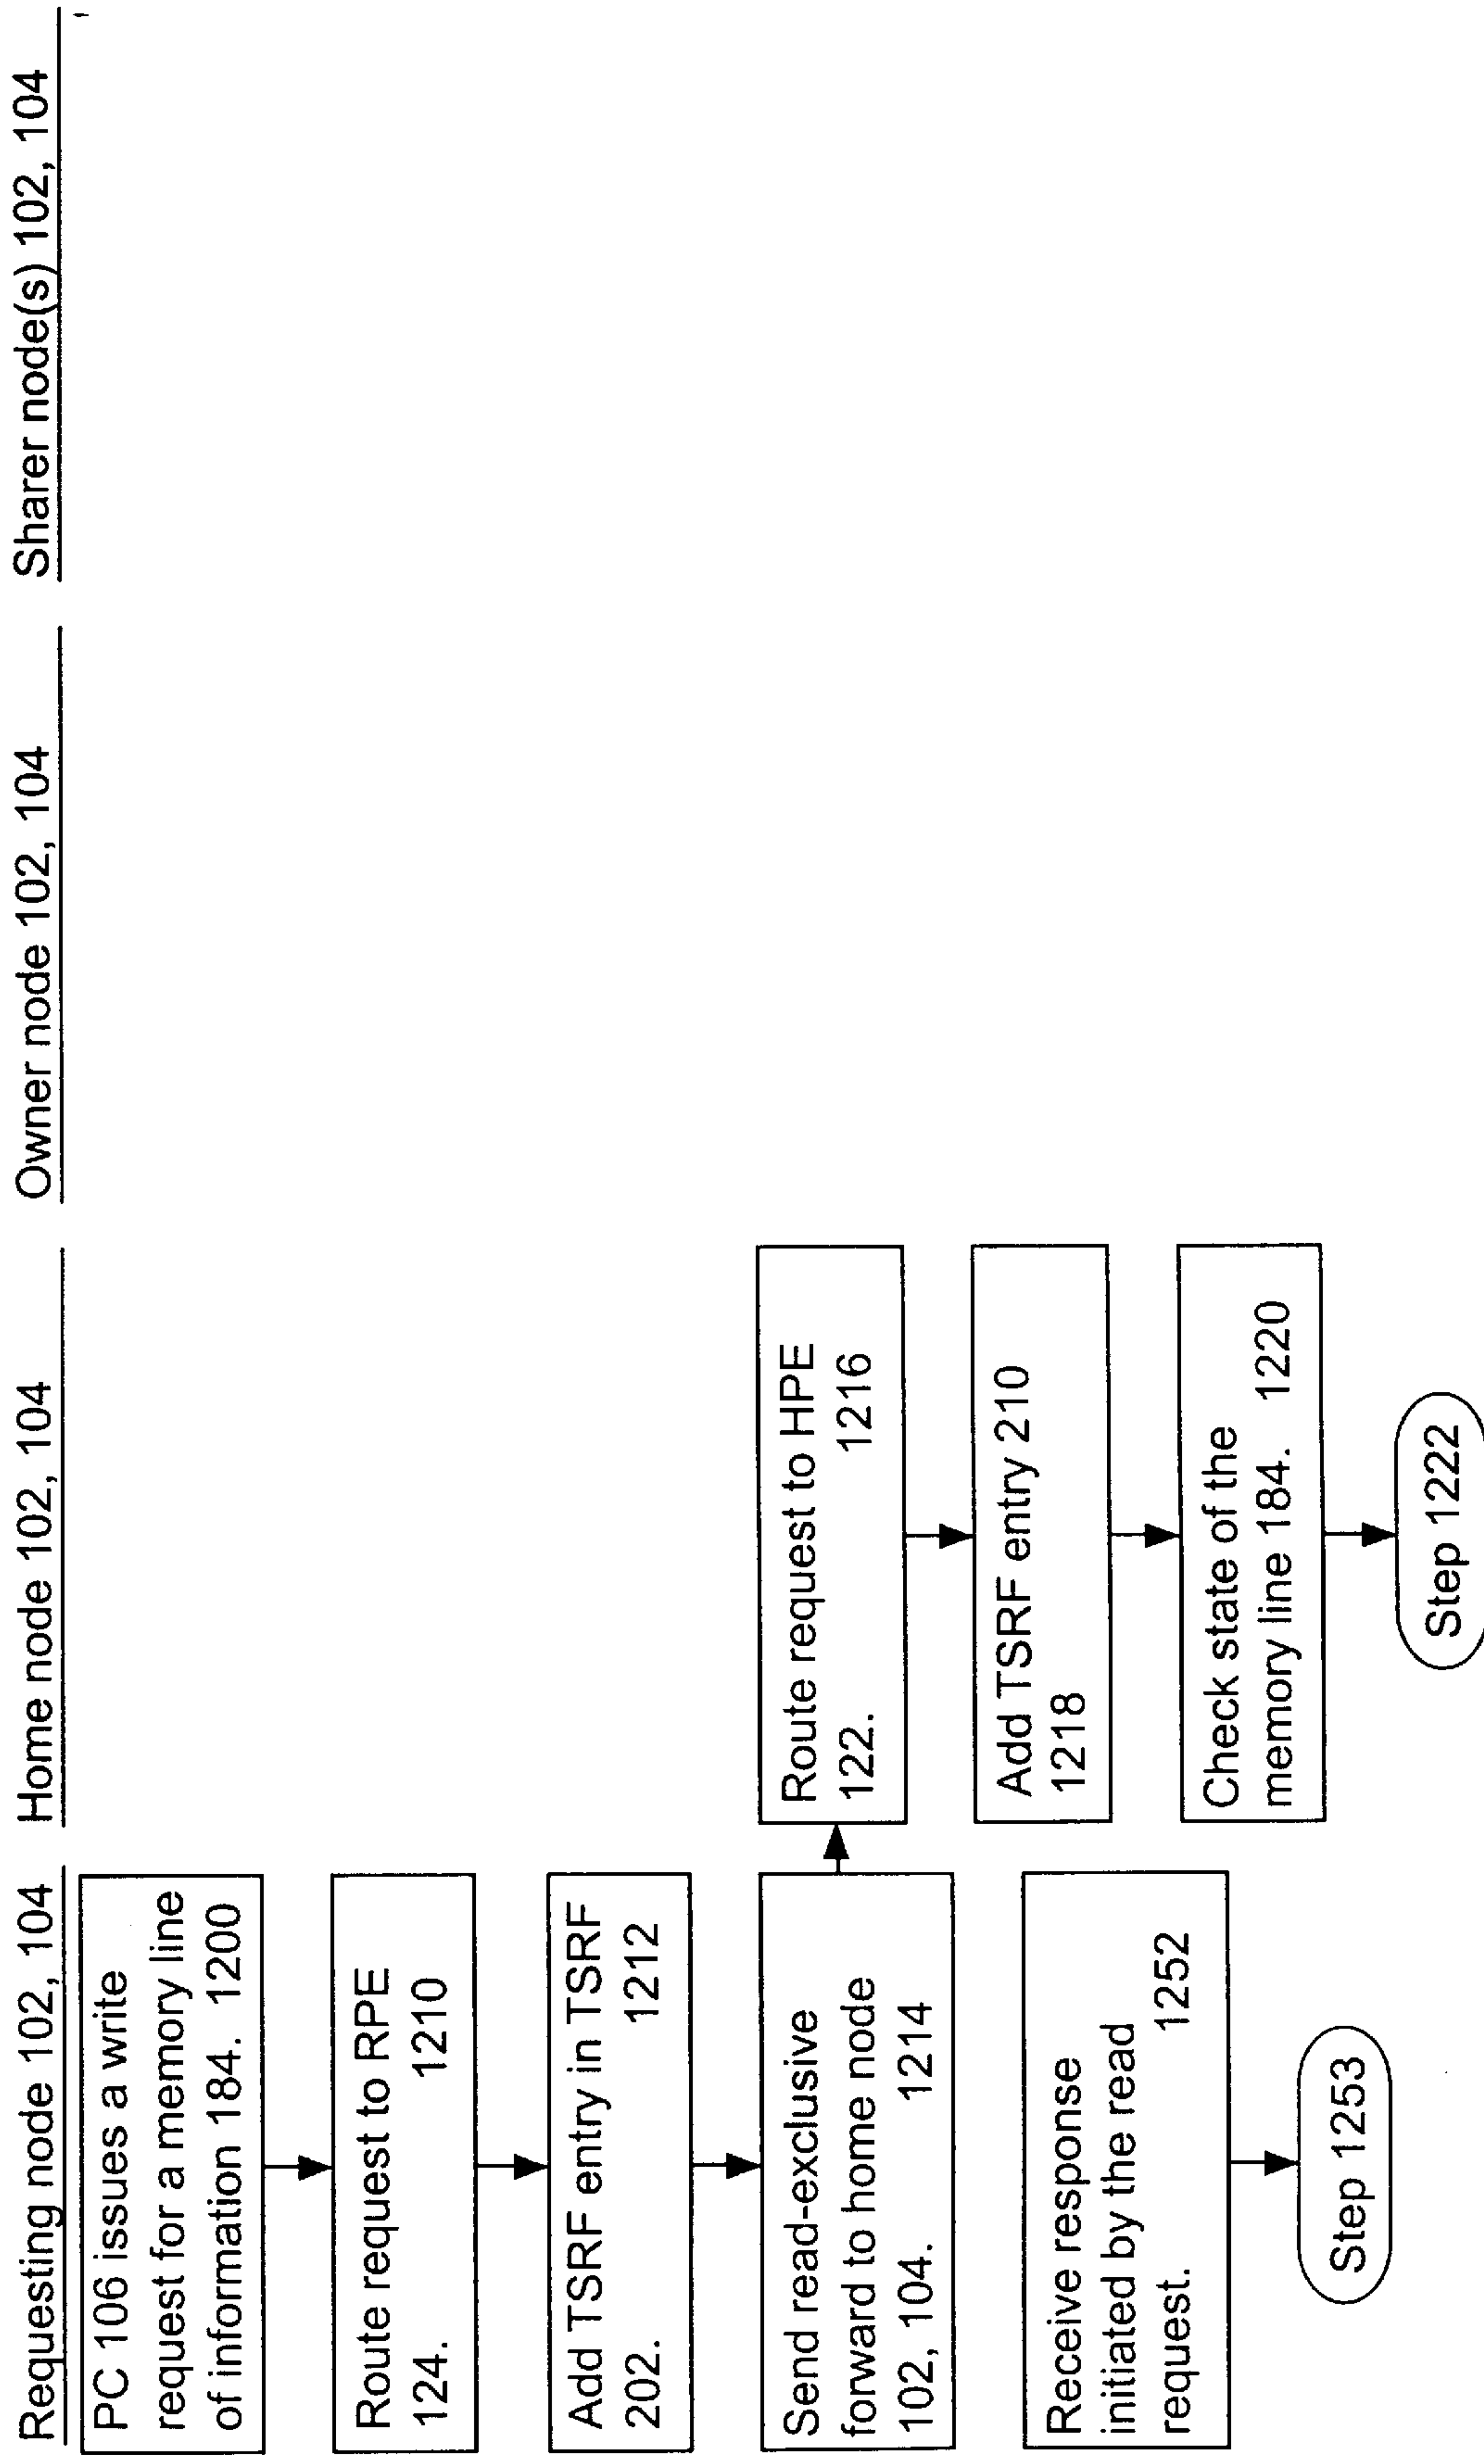 Requesting node 102, 104
Home node 102, 104
Owner node 102, 104
Sharer node(s) 102, 104
PC 106 issues a write
request for a memory line
of information 184. 1200
Route request to RPE
124. 1210
Add TSRF entry in TSRF
202. 1212
Send read-exclusive
forward to home node
102, 104. 1214
Route request to HPE
122. 1216
Add TSRF entry 210
1218
Check state of the
memory line 184. 1220
Step 1222
Receive response
initiated by the read
request. 1252
Step 1253